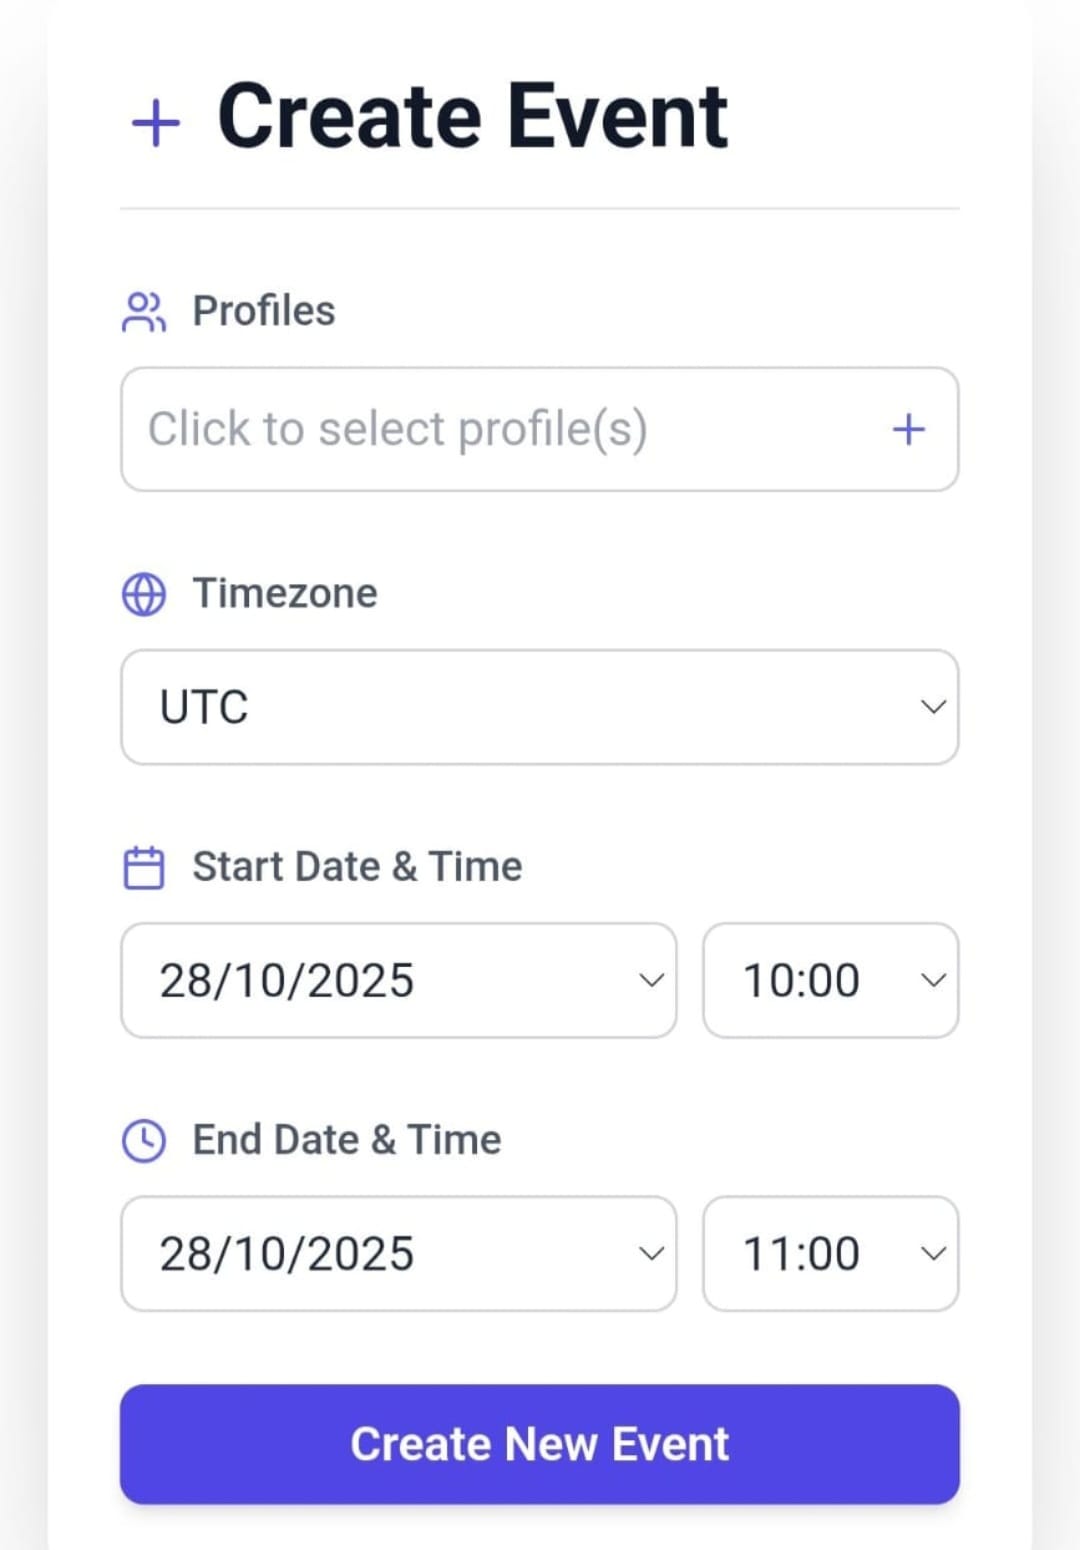 + Create Event
Profiles
Click to select profile(s) +
Timezone
UTC
Start Date & Time
28/10/2025 10:00
End Date & Time
28/10/2025 11:00
Create New Event